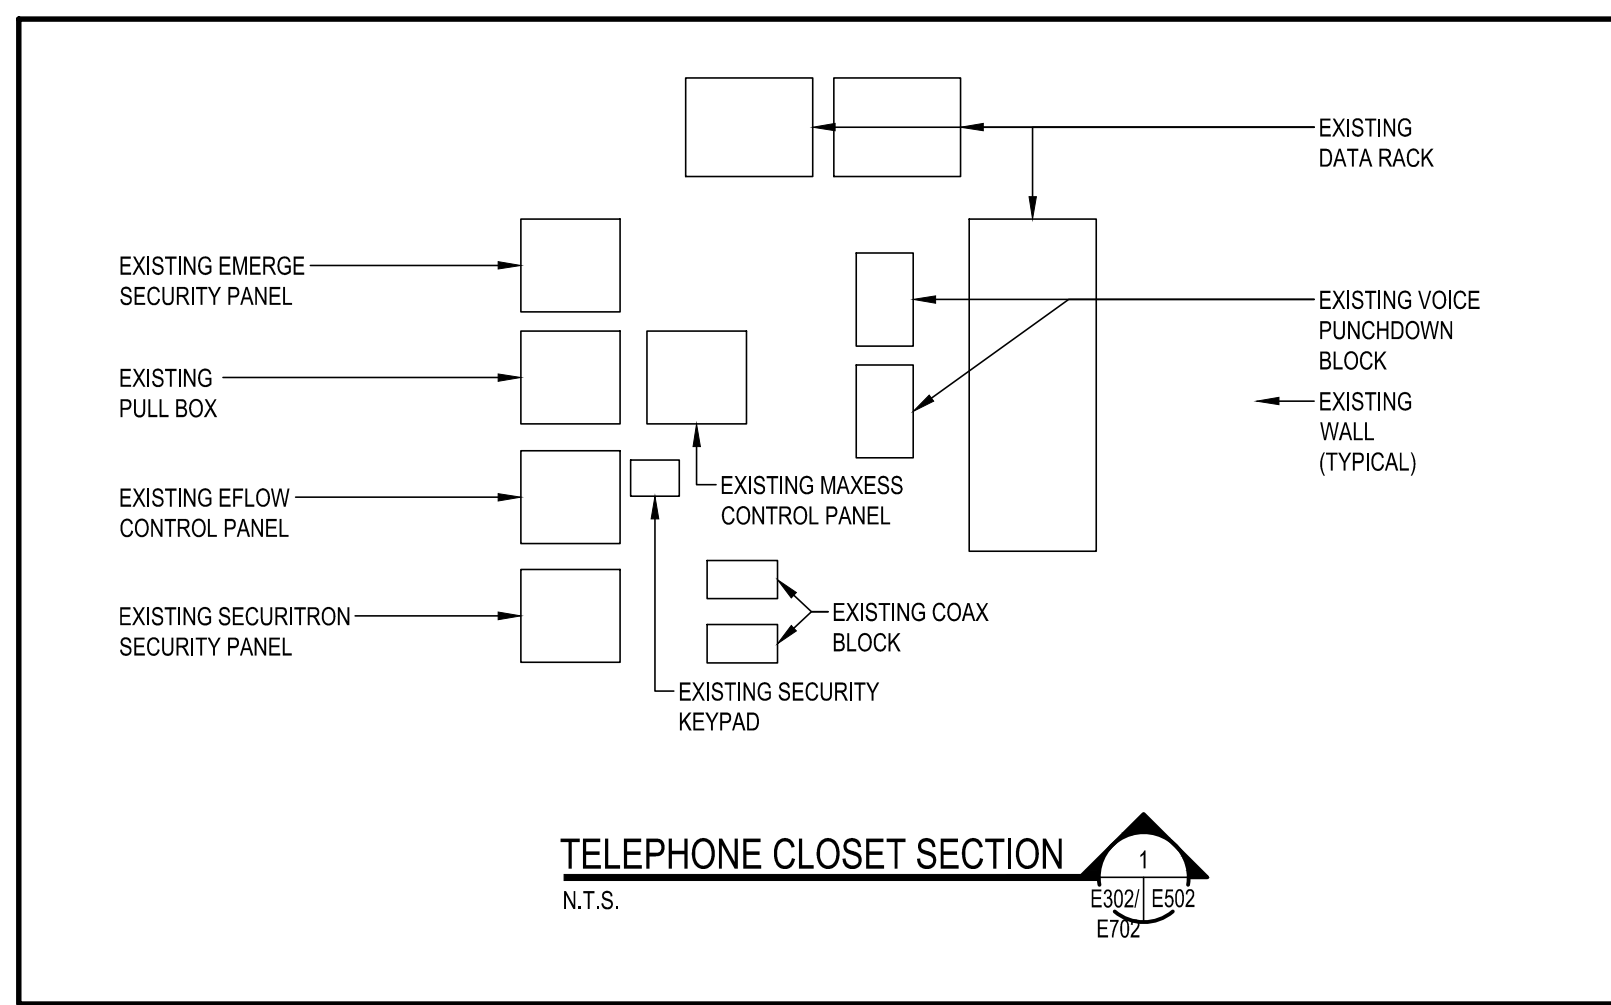 EXISTING
DATA RACK
EXISTING EMERGE
SECURITY PANEL
EXISTING VOICE
PUNCHDOWN
BLOCK
EXISTING
PULL BOX
EXISTING
WALL
(TYPICAL)
EXISTING MAXESS
CONTROL PANEL
EXISTING EFLOW
CONTROL PANEL
EXISTING COAX
BLOCK
EXISTING SECURITRON
SECURITY PANEL
EXISTING SECURITY
KEYPAD
TELEPHONE CLOSET SECTION
N.T.S.
1
E302/
E702
E502